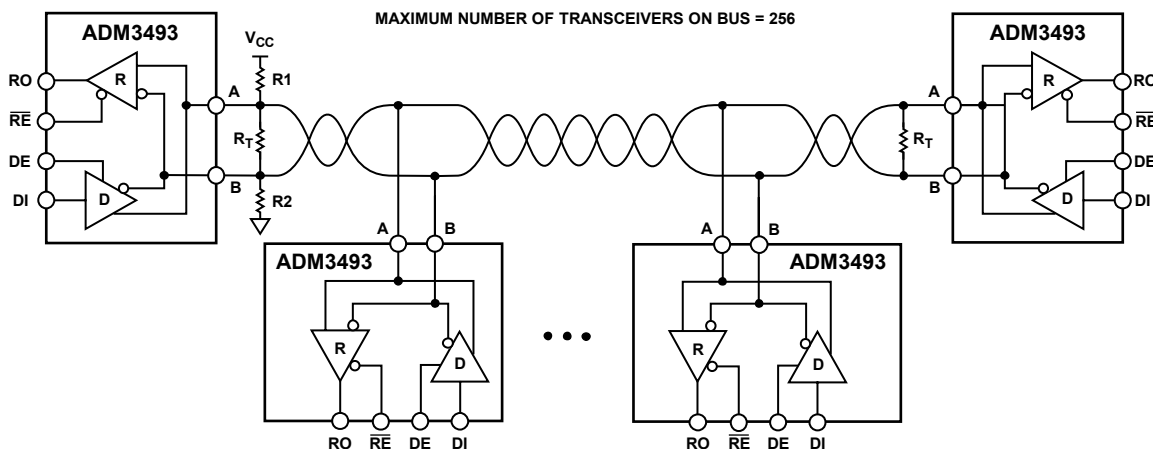 MAXIMUM NUMBER OF TRANSCEIVERS ON BUS = 256
ADM3493
RO
R
RE
DE
DI
D
A
B
VCC
R1
RT
R2
ADM3493
A
B
R
D
RO
RE
DE
DI
ADM3493
A
B
R
D
RO
RE
DE
DI
ADM3493
A
B
RT
R
D
RO
RE
DE
DI